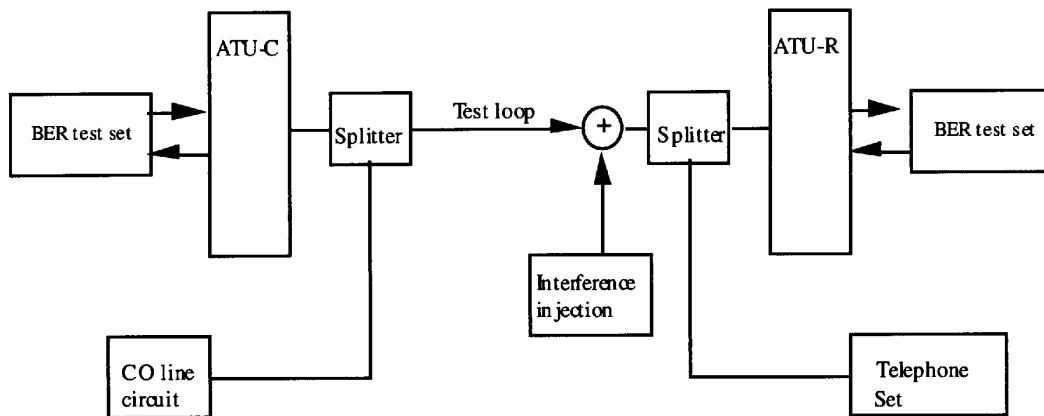 ATU-C
ATU-R
BER test set
Splitter
Test loop
+
Splitter
BER test set
Interference
injection
CO line
circuit
Telephone
Set